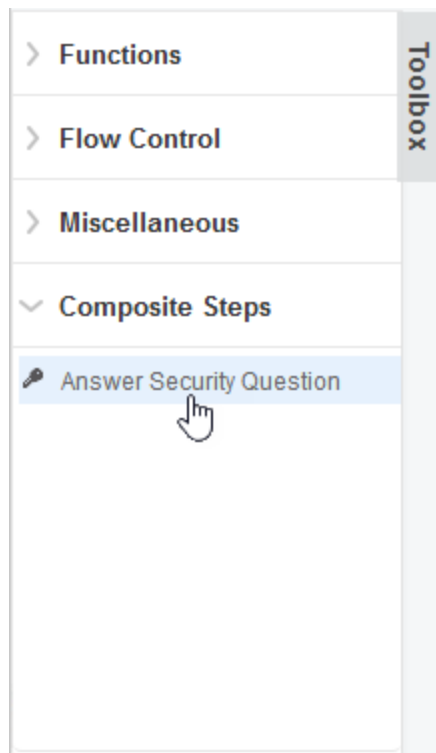 Functions
Toolbox
Flow Control
Miscellaneous
Composite Steps
Answer Security Question